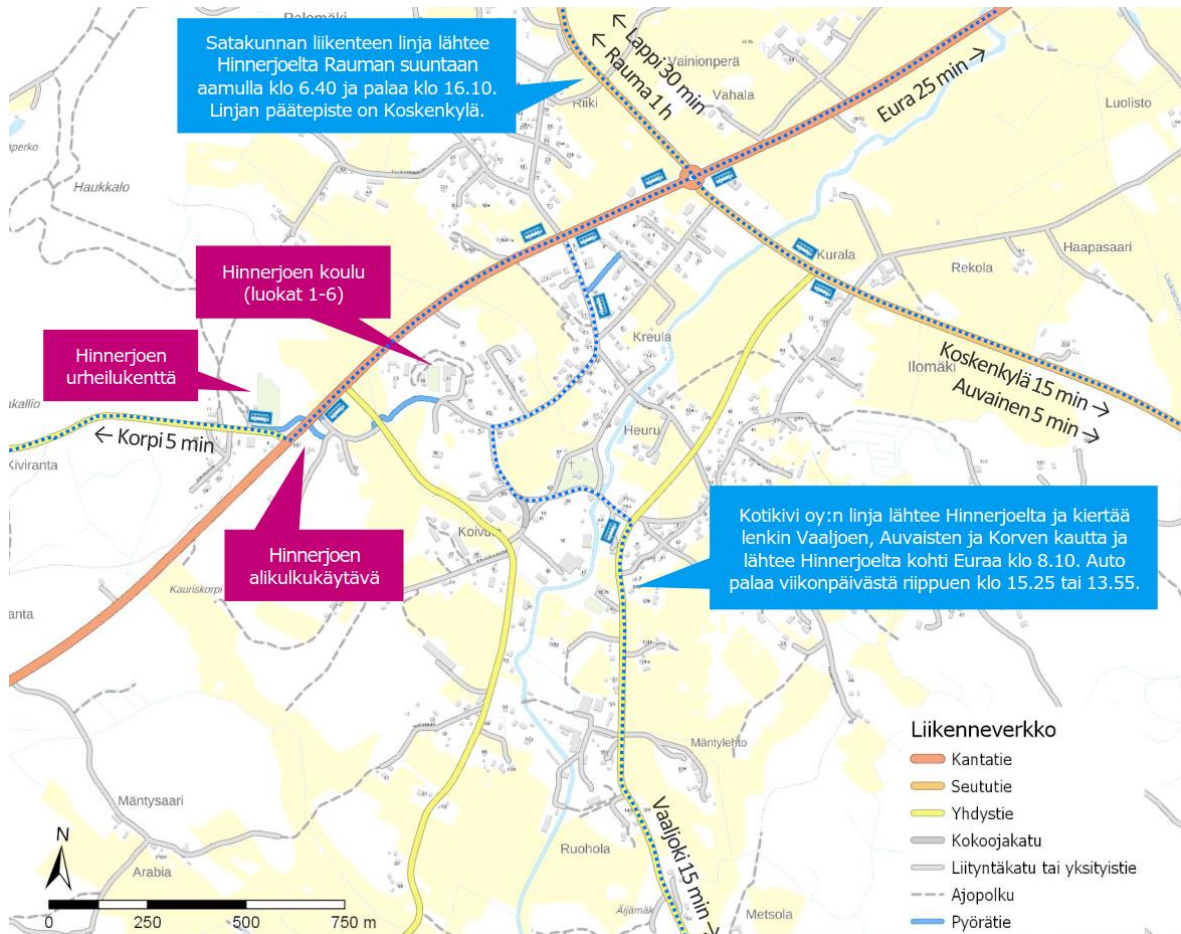 Palomäki
Satakunnan liikenteen linja lähtee
Hinnerjoelta Rauman suuntaan
aamulla klo 6.40 ja palaa klo 16.10.
Linjan päätepiste on Koskenkylä.
← Lappi 30 min
← Rauma 1 h
Vainionperä
Vahala
Eura 25 min →
Luolisto
Riiki
Haukkalo
Hinnerjoen koulu
(luokat 1-6)
Kurala
Rekola
Haapasaari
Hinnerjoen
urheilukenttä
Kreula
Ilomäki
Koskenkylä 15 min →
Auvainen 5 min →
← Korpi 5 min
Kiviranta
Heuru
Hinnerjoen
alikulkukäytävä
Kauriskorpi
Kotikivi oy:n linja lähtee Hinnerjoelta ja kiertää
lenkin Vaaljoen, Auvaisten ja Korven kautta ja
lähtee Hinnerjoelta kohti Euraa klo 8.10. Auto
palaa viikonpäivästä riippuen klo 15.25 tai 13.55.
Mäntylehto
Mäntysaari
Arabia
Ruohola
Vaaljoki 15 min →
Metsola
N
0 250 500 750 m
Liikenneverkko
Kantatie
Seututie
Yhdystie
Kokoojakatu
Liityntäkatu tai yksityistie
Ajopolku
Pyörätie